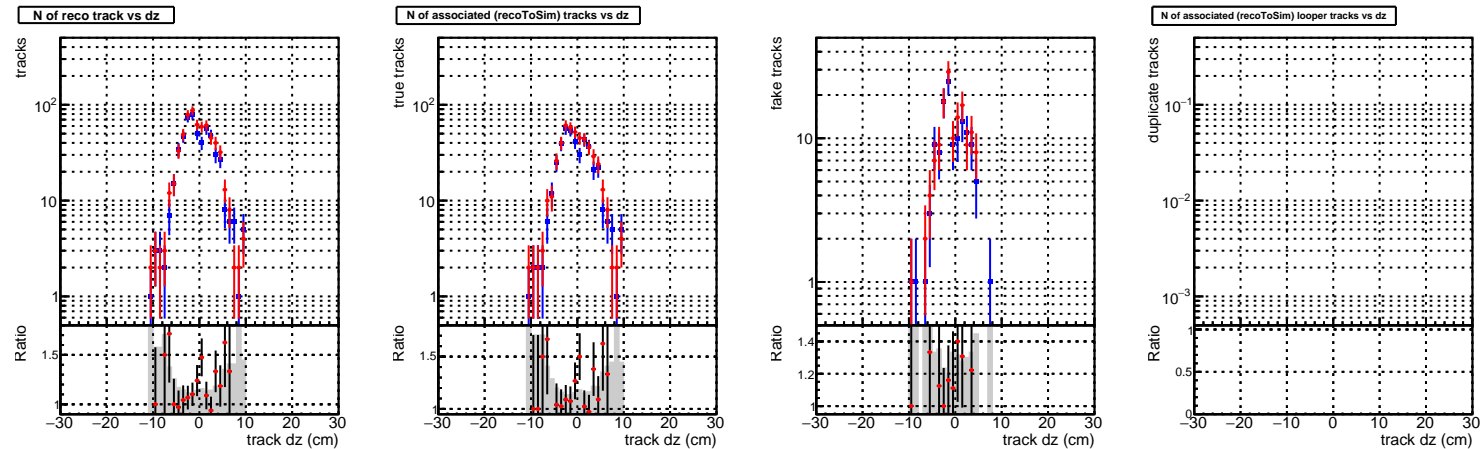 N of reco track vs dz
tracks
10²
10
1
Ratio
1.5
1
−30 −20 −10 0 10 20 30
track dz (cm)
N of associated (recoToSim) tracks vs dz
true tracks
10²
10
1
Ratio
1.5
1
−30 −20 −10 0 10 20 30
track dz (cm)
fake tracks
10
1
Ratio
1.4
1.2
1
−30 −20 −10 0 10 20 30
track dz (cm)
N of associated (recoToSim) looper tracks vs dz
duplicate tracks
10⁻¹
10⁻²
10⁻³
Ratio
1
0.5
0
−30 −20 −10 0 10 20 30
track dz (cm)